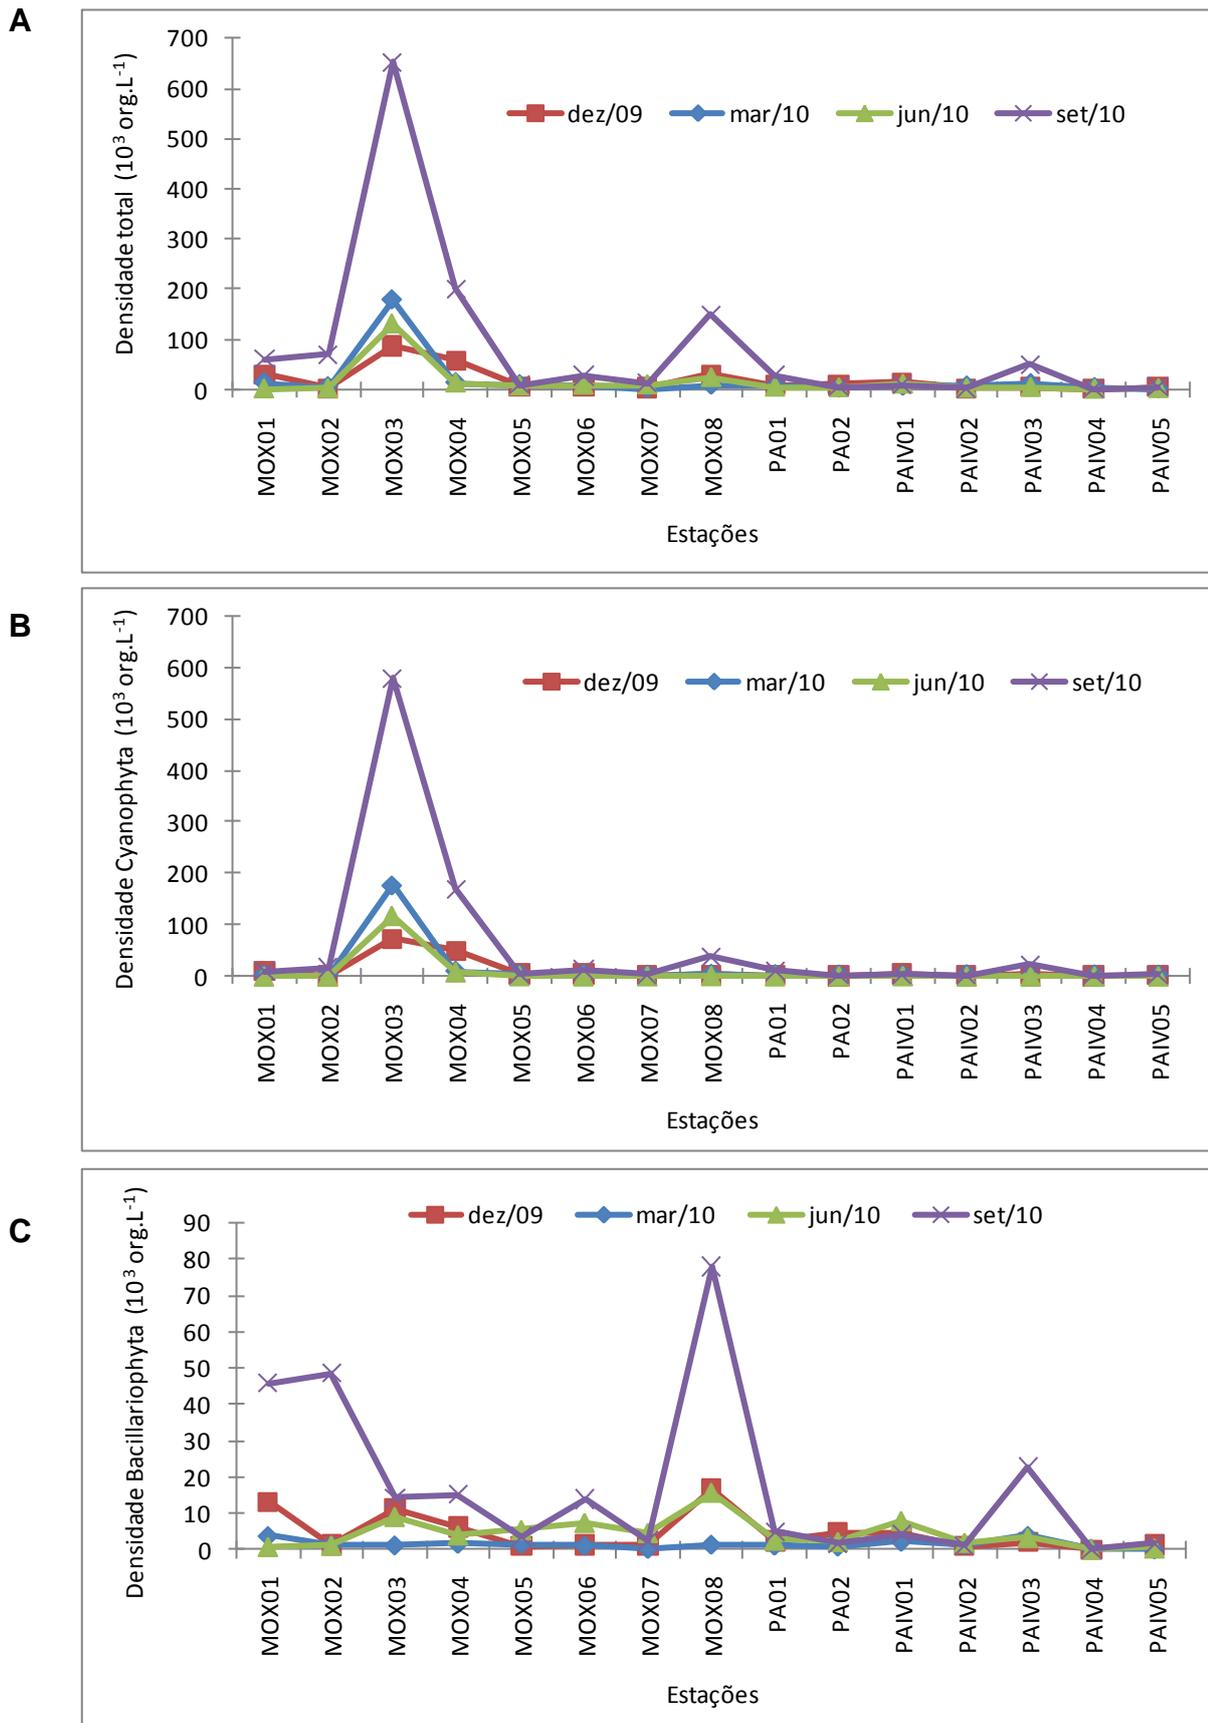 A
Densidade total (10³ org.L⁻¹)
700
600
500
400
300
200
100
0
dez/09 mar/10 jun/10 set/10
MOX01 MOX02 MOX03 MOX04 MOX05 MOX06 MOX07 MOX08 PA01 PA02 PAIV01 PAIV02 PAIV03 PAIV04 PAIV05
Estações
B
Densidade Cyanophyta (10³ org.L⁻¹)
700
600
500
400
300
200
100
0
dez/09 mar/10 jun/10 set/10
MOX01 MOX02 MOX03 MOX04 MOX05 MOX06 MOX07 MOX08 PA01 PA02 PAIV01 PAIV02 PAIV03 PAIV04 PAIV05
Estações
C
Densidade Bacillariophyta (10³ org.L⁻¹)
90
80
70
60
50
40
30
20
10
0
dez/09 mar/10 jun/10 set/10
MOX01 MOX02 MOX03 MOX04 MOX05 MOX06 MOX07 MOX08 PA01 PA02 PAIV01 PAIV02 PAIV03 PAIV04 PAIV05
Estações